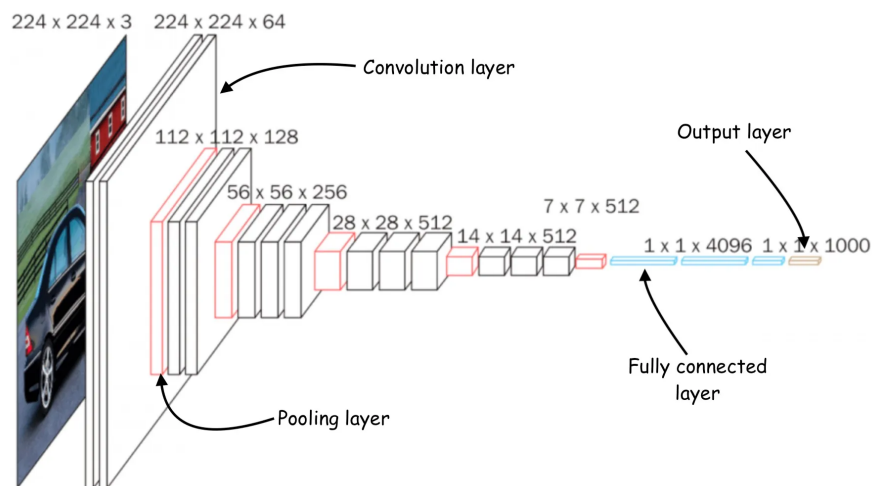 224 x 224 x 3
224 x 224 x 64
Convolution layer
112 x 112 x 128
Output layer
56 x 56 x 256
28 x 28 x 512
14 x 14 x 512
7 x 7 x 512
1 x 1 x 4096
1 x 1 x 1000
Fully connected
layer
Pooling layer